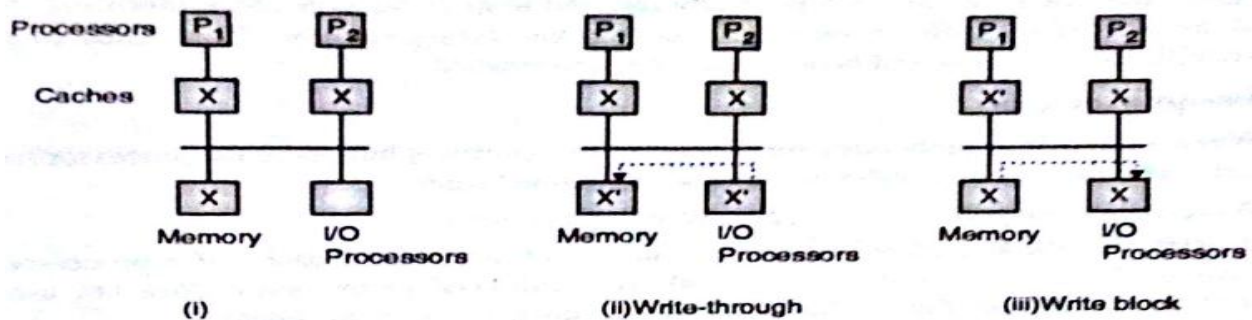 Processors P1 P2 P1 P2 P1 P2
Caches X X X X X' X
X X' X' X X
Memory I/O Processors Memory I/O Processors Memory I/O Processors
(i) (ii)Write-through (iii)Write block